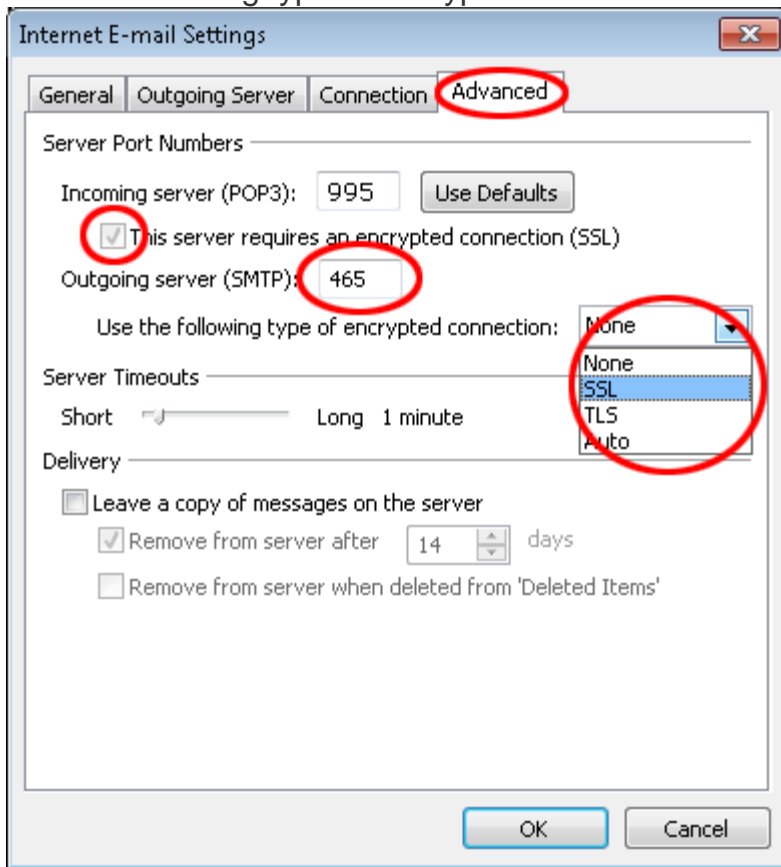 Internet E-mail Settings
General Outgoing Server Connection Advanced
Server Port Numbers
Incoming server (POP3): 995 Use Defaults
This server requires an encrypted connection (SSL)
Outgoing server (SMTP): 465
Use the following type of encrypted connection: None
None
SSL
TLS
Auto
Server Timeouts
Short Long 1 minute
Delivery
Leave a copy of messages on the server
Remove from server after 14 days
Remove from server when deleted from 'Deleted Items'
OK Cancel